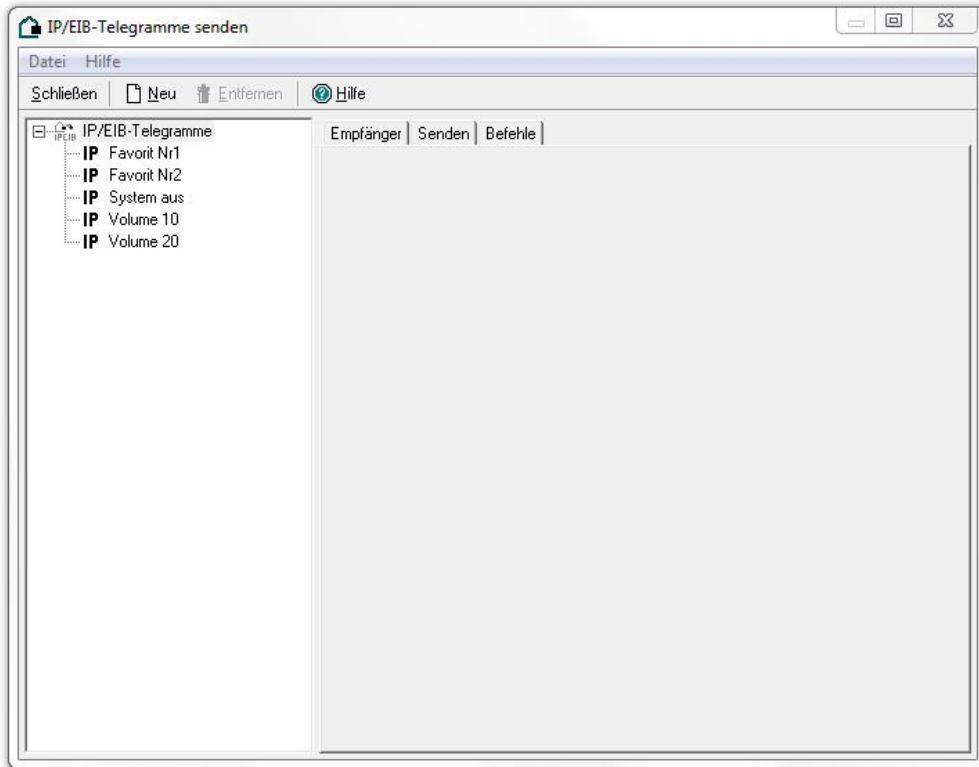 IP/EIB-Telegramme senden
Datei Hilfe
Schließen Neu Entfernen Hilfe
IPEIB IP/EIB-Telegramme
IP Favorit Nr1
IP Favorit Nr2
IP System aus
IP Volume 10
IP Volume 20
Empfänger Senden Befehle